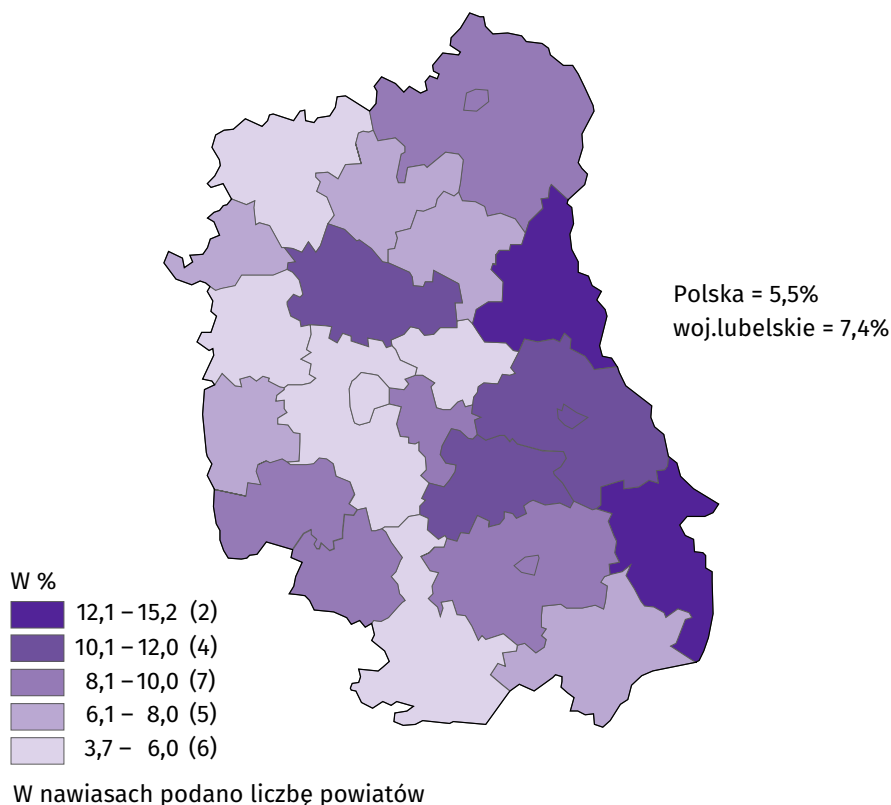 Polska = 5,5%
woj.lubelskie = 7,4%
W %
12,1 – 15,2 (2)
10,1 – 12,0 (4)
8,1 – 10,0 (7)
6,1 – 8,0 (5)
3,7 – 6,0 (6)
W nawiasach podano liczbę powiatów